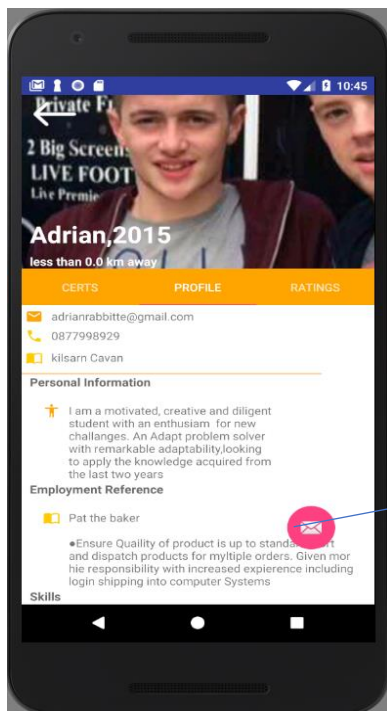 10:45
Private Fu
2 Big Screens
LIVE FOOT
Live Premie
Adrian,2015
less than 0.0 km away
CERTS PROFILE RATINGS
adrianrabbitte@gmail.com
0877998929
kilsarn Cavan
Personal Information
I am a motivated, creative and diligent
student with an enthusiam for new
challanges. An Adapt problem solver
with remarkable adaptability,looking
to apply the knowledge acquired from
the last two years
Employment Reference
Pat the baker
●Ensure Quaility of product is up to
and dispatch products for myltiple orders. Given mor
hie responsibility with increased expierence including
login shipping into computer Systems
Skills